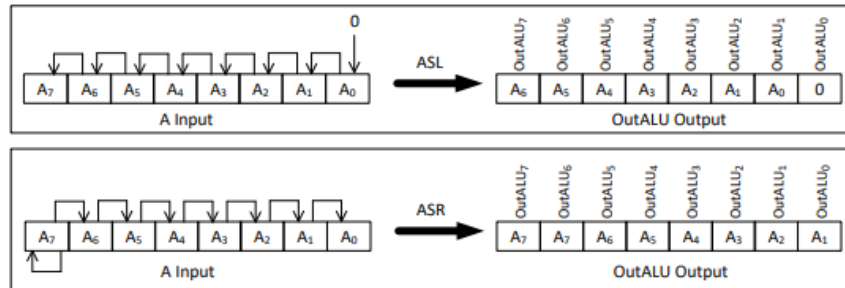 0
OutALU₇ OutALU₆ OutALU₅ OutALU₄ OutALU₃ OutALU₂ OutALU₁ OutALU₀
ASL
A₇ A₆ A₅ A₄ A₃ A₂ A₁ A₀
A₆ A₅ A₄ A₃ A₂ A₁ A₀ 0
A Input
OutALU Output
OutALU₇ OutALU₆ OutALU₅ OutALU₄ OutALU₃ OutALU₂ OutALU₁ OutALU₀
ASR
A₇ A₆ A₅ A₄ A₃ A₂ A₁ A₀
A₇ A₇ A₆ A₅ A₄ A₃ A₂ A₁
A Input
OutALU Output